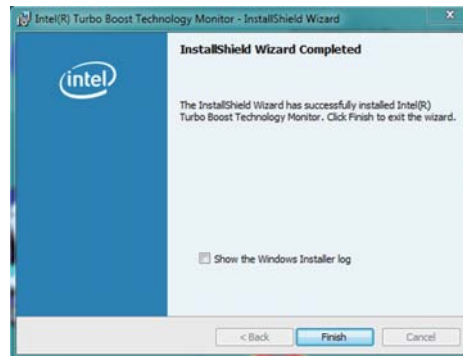 Intel(R) Turbo Boost Technology Monitor - InstallShield Wizard
InstallShield Wizard Completed
intel
The InstallShield Wizard has successfully installed Intel(R)
Turbo Boost Technology Monitor. Click Finish to exit the wizard.
Show the Windows Installer log
< Back
Finish
Cancel